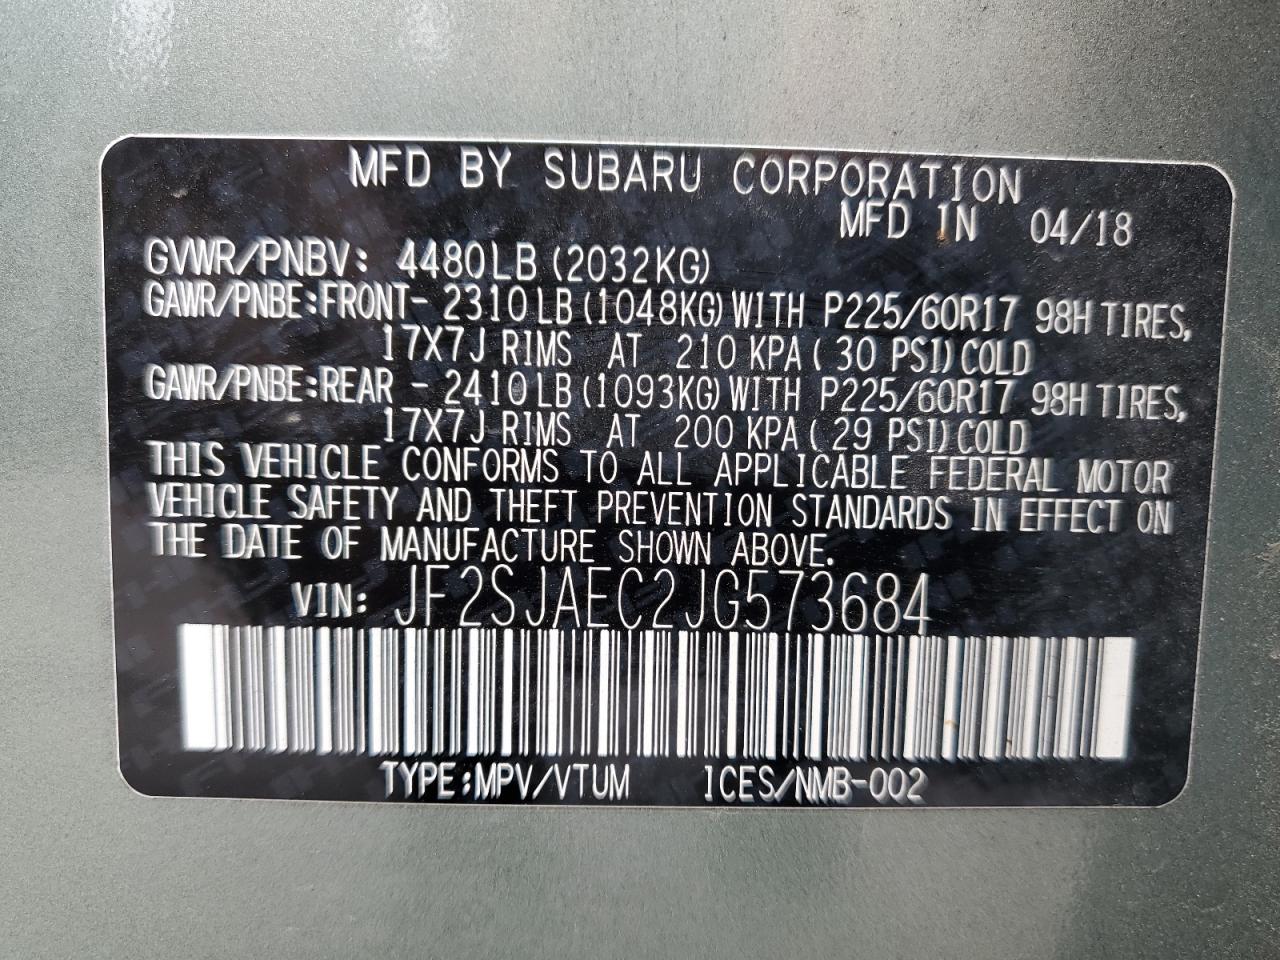 MFD BY SUBARU CORPORATION
MFD IN 04/18
GVWR/PNBV: 4480LB (2032KG)
GAWR/PNBE:FRONT- 2310LB(1048KG)WITH P225/60R17 98H TIRES,
17X7J RIMS AT 210 KPA( 30 PSI)COLD
GAWR/PNBE:REAR - 2410LB(1093KG)WITH P225/60R17 98H TIRES,
17X7J RIMS AT 200 KPA( 29 PSI)COLD
THIS VEHICLE CONFORMS TO ALL APPLICABLE FEDERAL MOTOR
VEHICLE SAFETY AND THEFT PREVENTION STANDARDS IN EFFECT ON
THE DATE OF MANUFACTURE SHOWN ABOVE.
VIN: JF2SJAEC2JG573684
TYPE:MPV/VTUM ICES/NMB-002